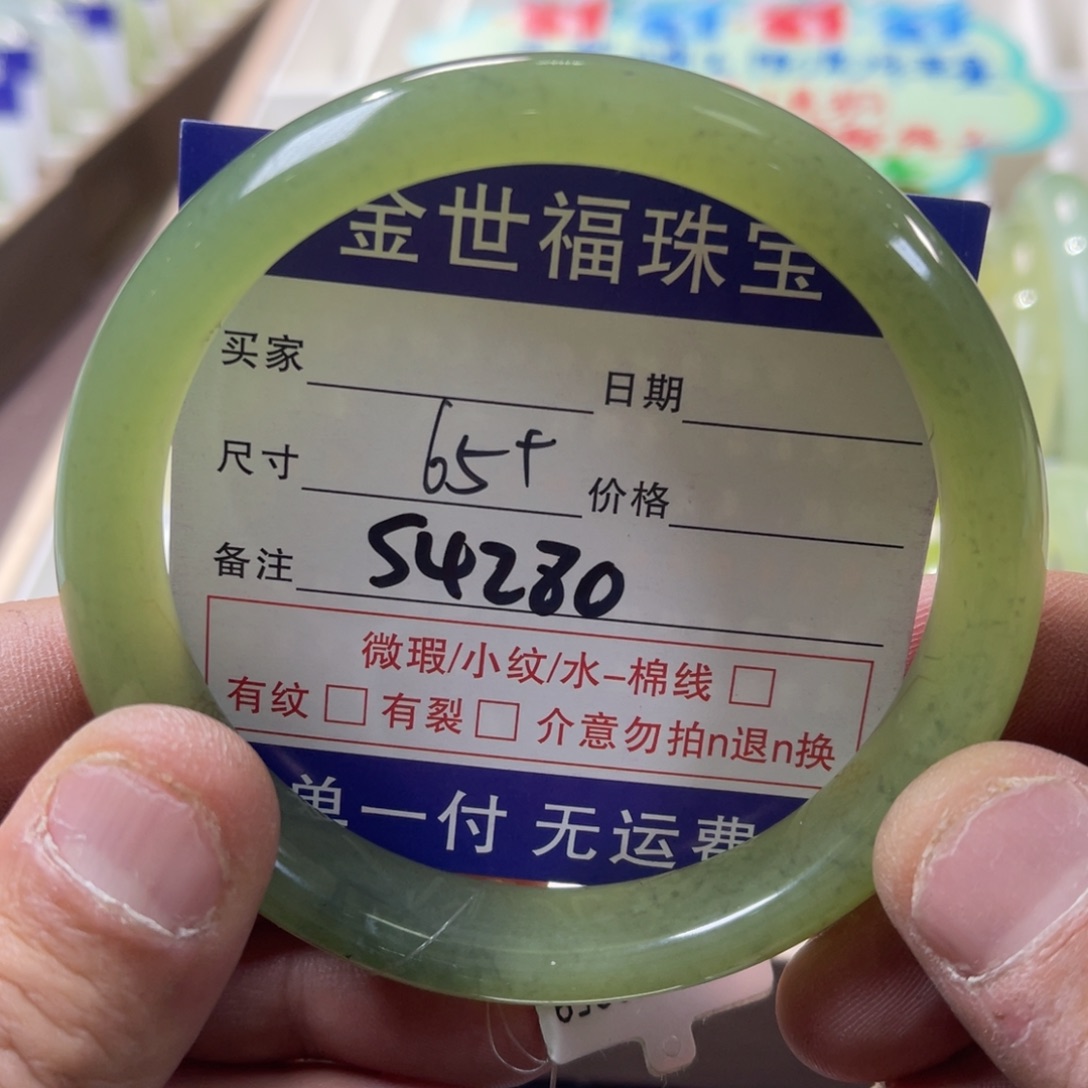 金世福珠宝
买家 日期
尺寸 65+ 价格
备注 S4280
微瑕/小纹/水-棉线 □
有纹 □ 有裂 □ 介意勿拍n退n换
单一付 无运费